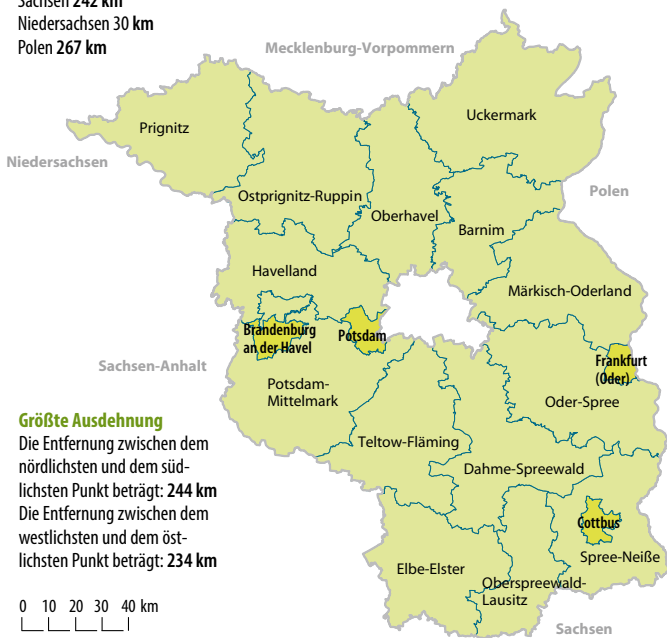 Sachsen 242 km
Niedersachsen 30 km
Polen 267 km
Mecklenburg-Vorpommern
Prignitz
Uckermark
Niedersachsen
Ostprignitz-Ruppin
Polen
Oberhavel
Barnim
Havelland
Märkisch-Oderland
Brandenburg
an der Havel
Potsdam
Sachsen-Anhalt
Frankfurt
(Oder)
Potsdam-
Mittelmark
Oder-Spree
Größte Ausdehnung
Die Entfernung zwischen dem
nördlichsten und dem süd-
lichsten Punkt beträgt: 244 km
Die Entfernung zwischen dem
westlichsten und dem öst-
lichsten Punkt beträgt: 234 km
Teltow-Fläming
Dahme-Spreewald
Cottbus
Spree-Neiße
Elbe-Elster
Oberspreewald-
Lausitz
0 10 20 30 40 km
Sachsen